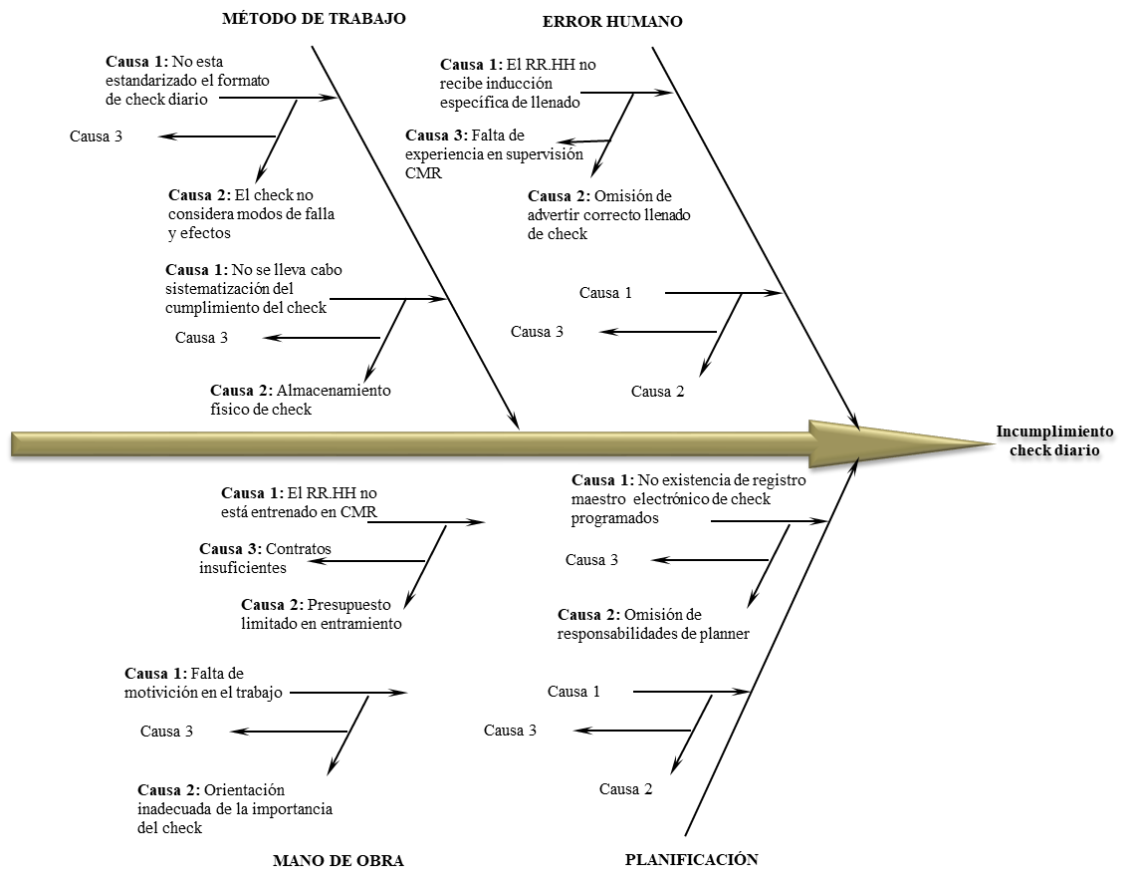 MÉTODO DE TRABAJO
ERROR HUMANO
Causa 1: No esta
estandarizado el formato
de check diario
Causa 3
Causa 2: El check no
considera modos de falla
y efectos
Causa 1: No se lleva cabo
sistematización del
cumplimiento del check
Causa 3
Causa 2: Almacenamiento
físico de check
Causa 1: El RR.HH no
recibe inducción
específica de llenado
Causa 3: Falta de
experiencia en supervisión
CMR
Causa 2: Omisión de
advertir correcto llenado
de check
Causa 1
Causa 3
Causa 2
Incumplimiento
check diario
Causa 1: El RR.HH no
está entrenado en CMR
Causa 3: Contratos
insuficientes
Causa 2: Presupuesto
limitado en entramiento
Causa 1: Falta de
motivición en el trabajo
Causa 3
Causa 2: Orientación
inadecuada de la importancia
del check
Causa 1: No existencia de registro
maestro electrónico de check
programados
Causa 3
Causa 2: Omisión de
responsabilidades de planner
Causa 1
Causa 3
Causa 2
MANO DE OBRA
PLANIFICACIÓN